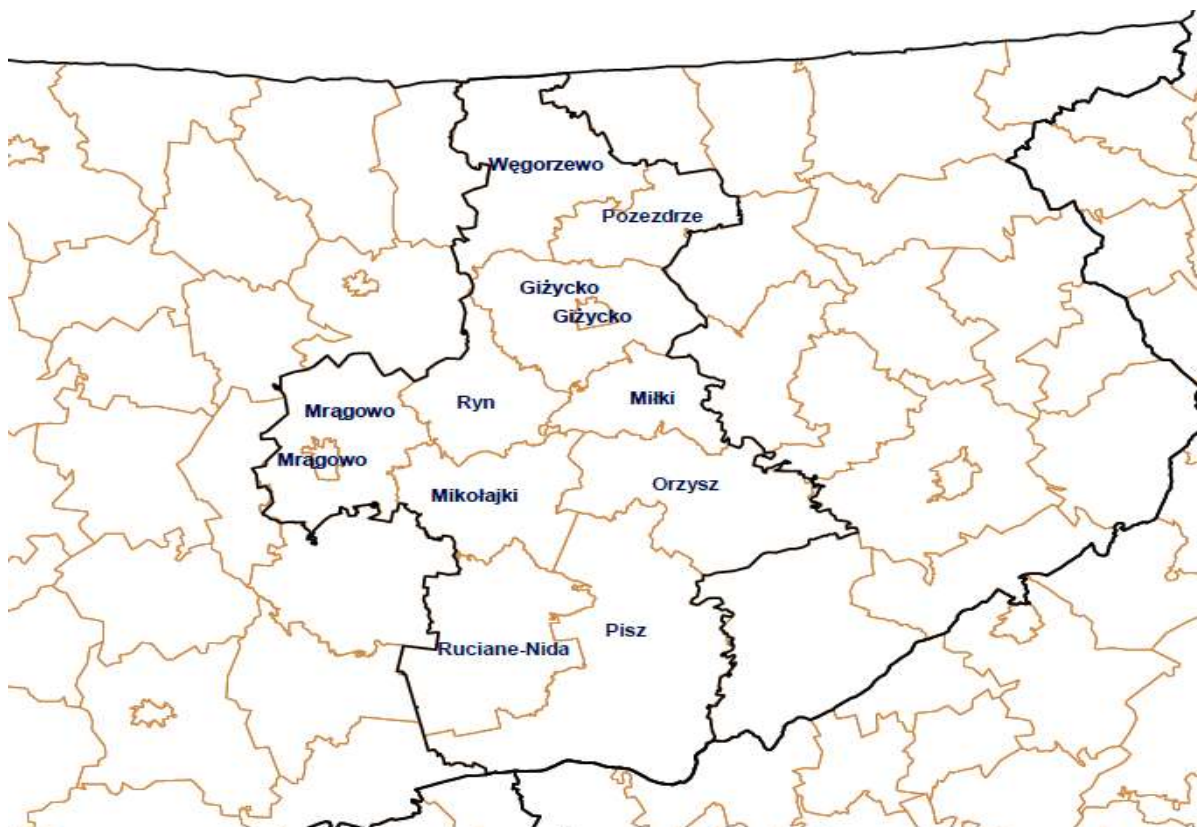 Węgorzewo
Pozezdrze
Giżycko
Giżycko
Mrągowo
Ryn
Miłki
Mrągowo
Mikołajki
Orzysz
Ruciane-Nida
Pisz